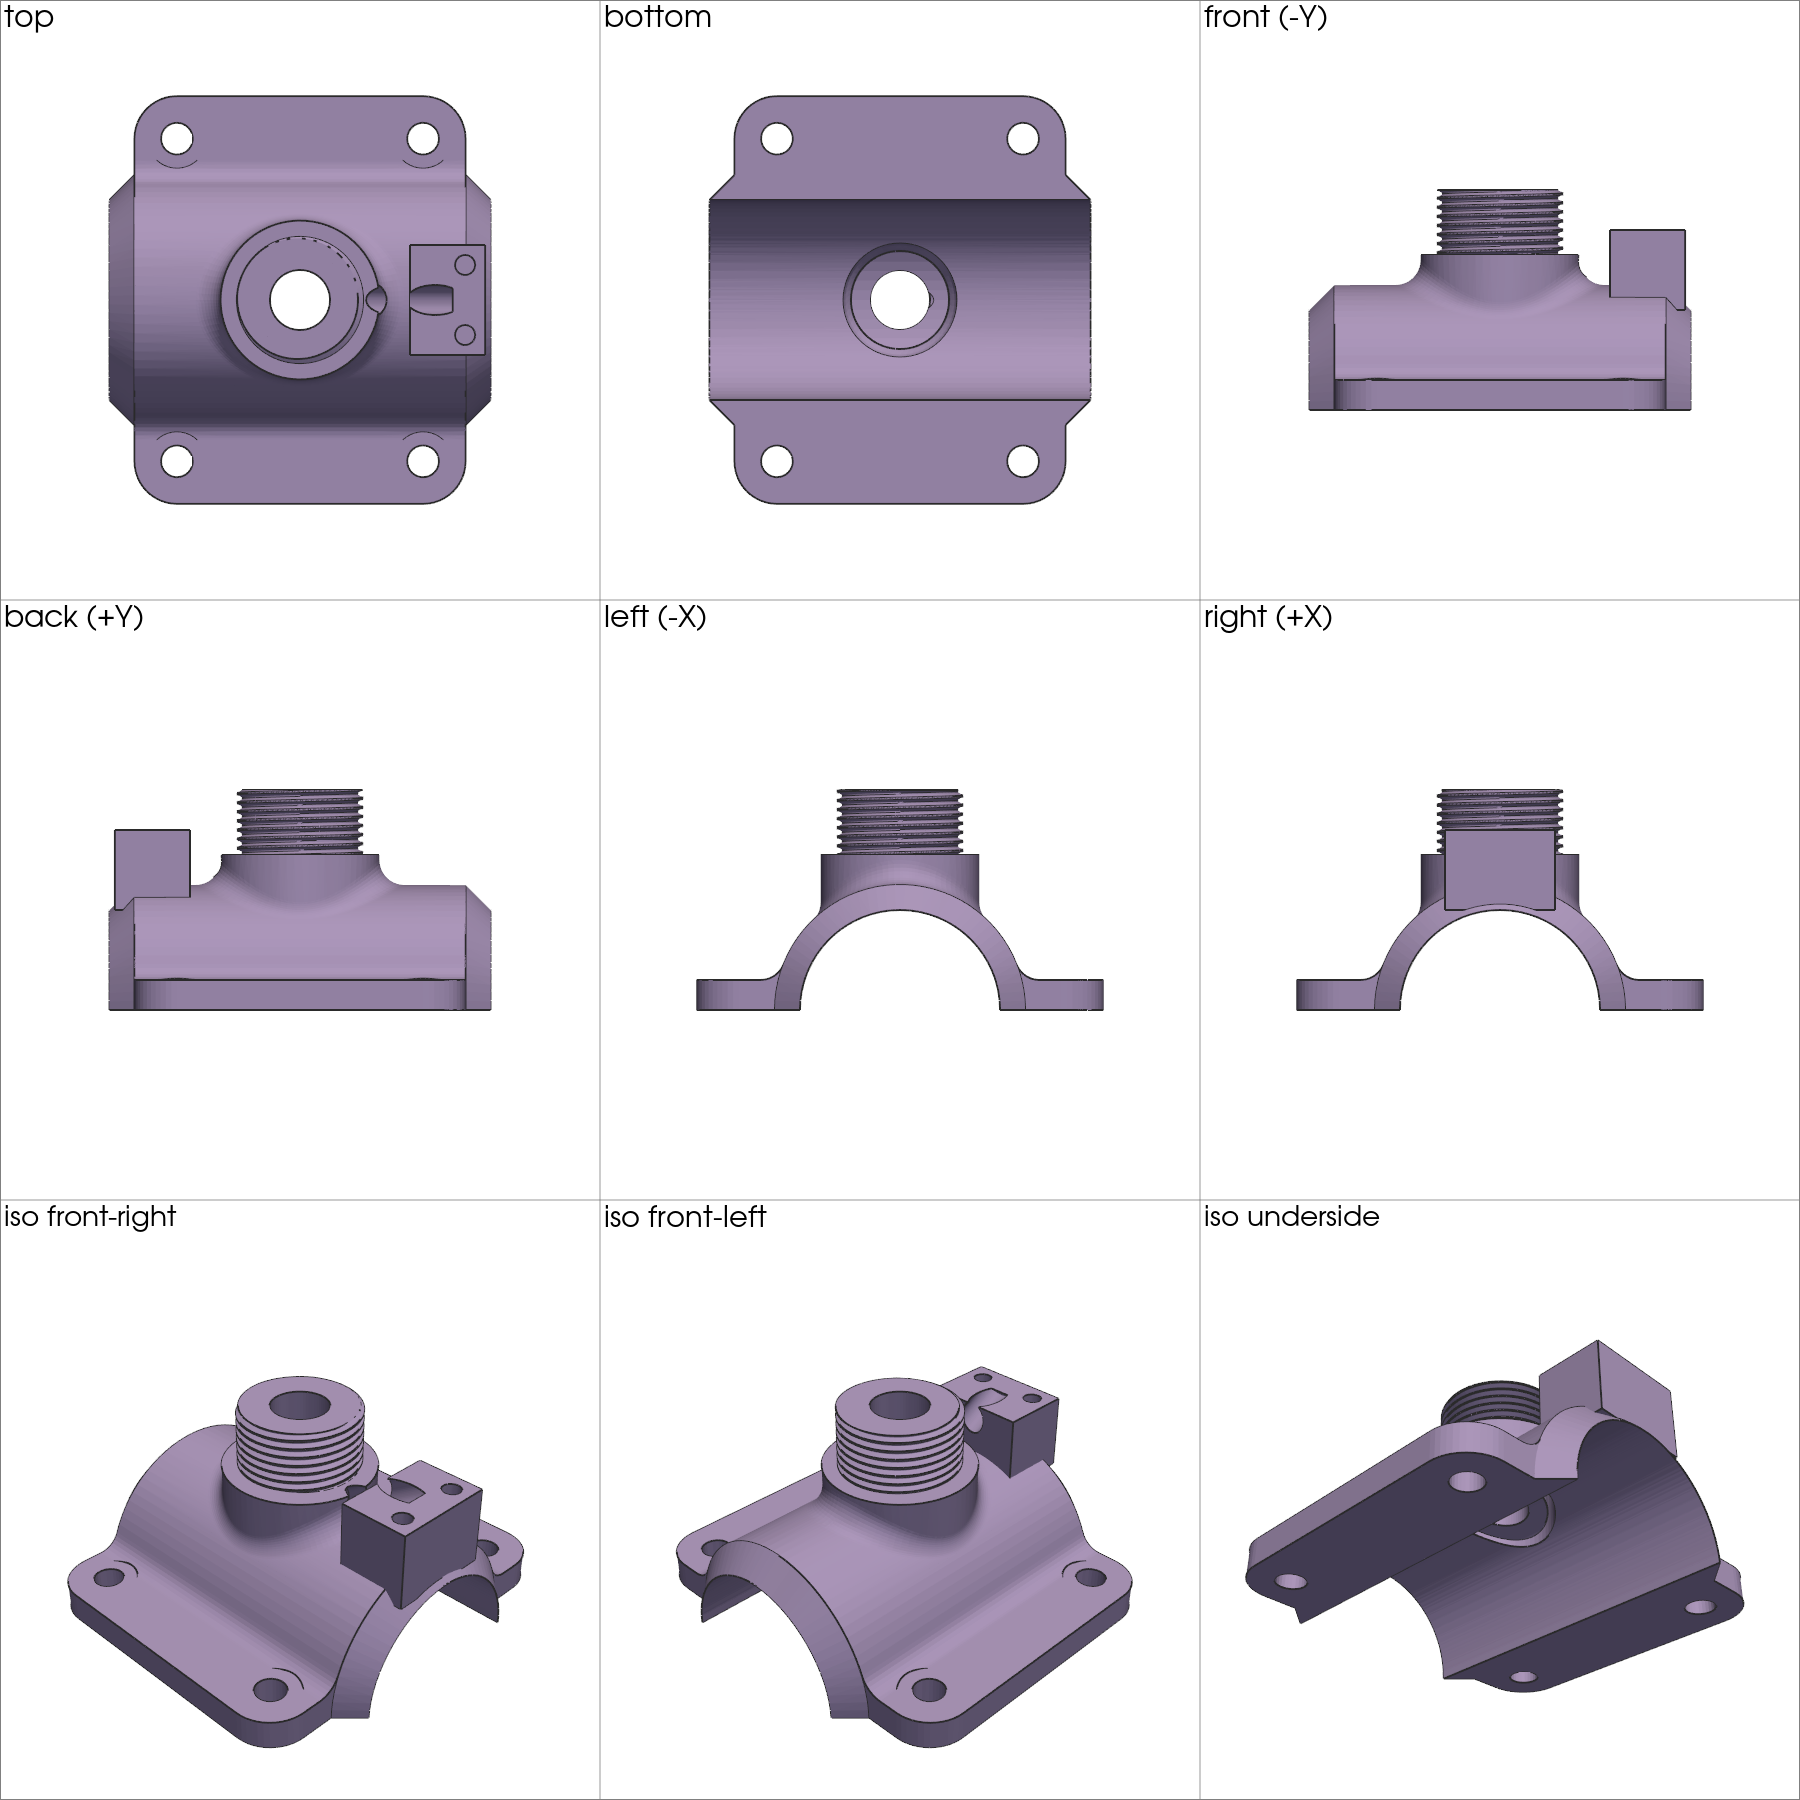 top
bottom
front (-Y)
back (+Y)
left (-X)
right (+X)
iso front-right
iso front-left
iso underside